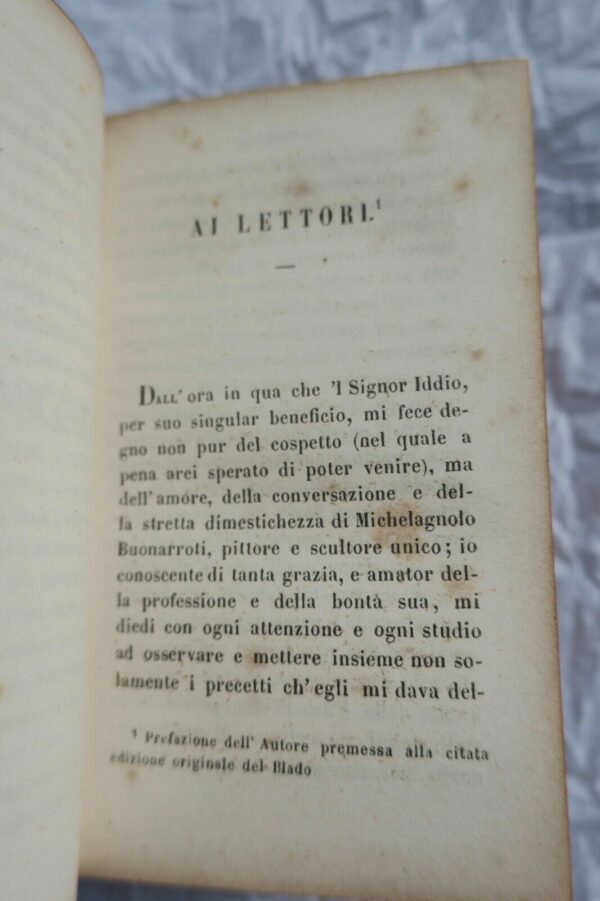 AI LETTORI.¹
—
Dall' ora in qua che 'l Signor Iddio,
per suo singular beneficio, mi fece de-
gno non pur del cospetto (nel quale a
pena arei sperato di poter venire), ma
dell'amore, della conversazione e del-
la stretta dimestichezza di Michelagnolo
Buonarroti, pittore e scultore unico; io
conoscente di tanta grazia, e amator del-
la professione e della bontà sua, mi
diedi con ogni attenzione e ogni studio
ad osservare e mettere insieme non so-
lamente i precetti ch'egli mi dava del-
¹ Prefazione dell' Autore premessa alla citata
edizione originale del Blado